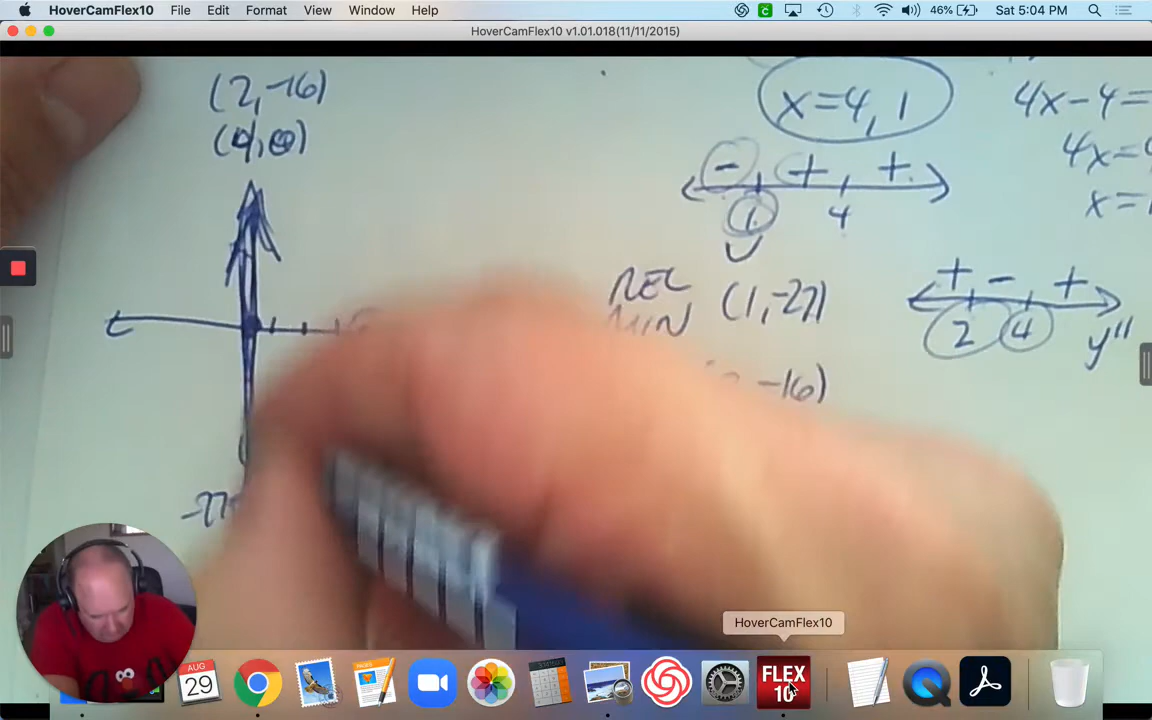 HoverCamFlex10 File Edit Format View Window Help 46% Sat 5:04 PM
HoverCamFlex10 v1.01.018(11/11/2015)
(2,-16)
-27
x=4,1
- + +
1 4
REL (1,-27)
MIN
-16)
4x-4=
4x=
x=
+ - +
2 4 y"
HoverCamFlex10
AUG
29
PAGES
FLEX
10